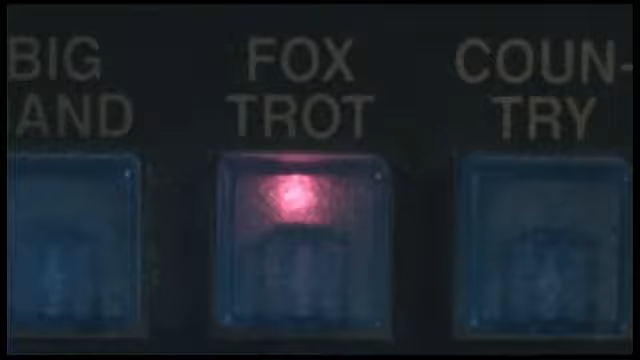 BIG
AND
FOX
TROT
COUN-
TRY